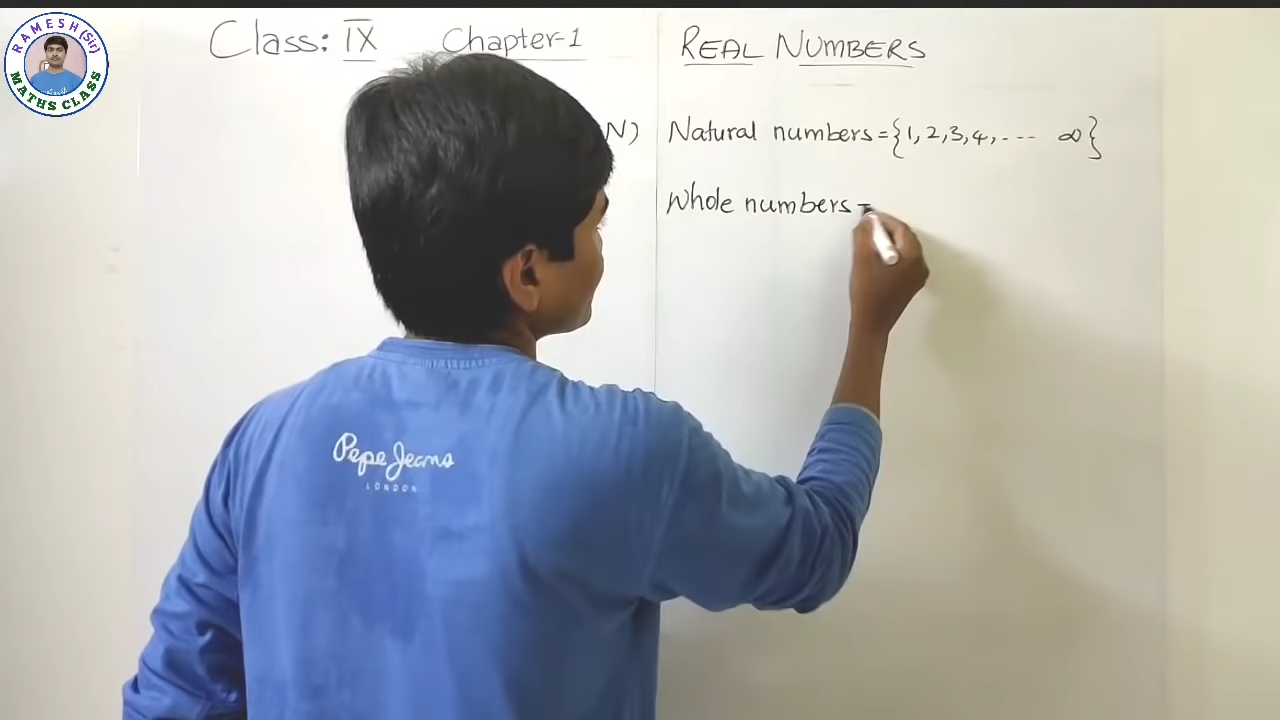 RAMESH (Sir)
MATHS CLASS
Class: IX Chapter-1 REAL NUMBERS
N) Natural numbers = {1, 2, 3, 4, . --- ∞}
Whole numbers =
Pepe Jeans
LONDON